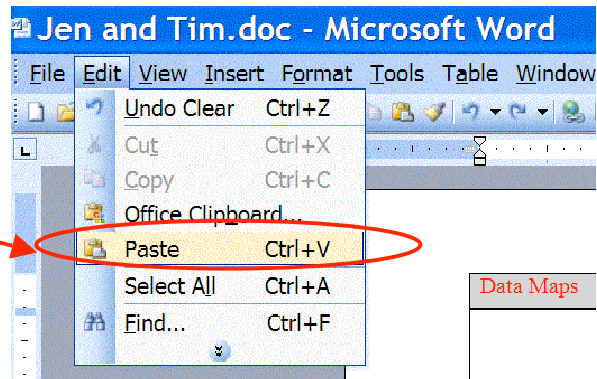 Jen and Tim.doc - Microsoft Word
File Edit View Insert Format Tools Table Window
Undo Clear Ctrl+Z
Cut Ctrl+X
Copy Ctrl+C
Office Clipboard...
Paste Ctrl+V
Select All Ctrl+A
Find... Ctrl+F
Data Maps